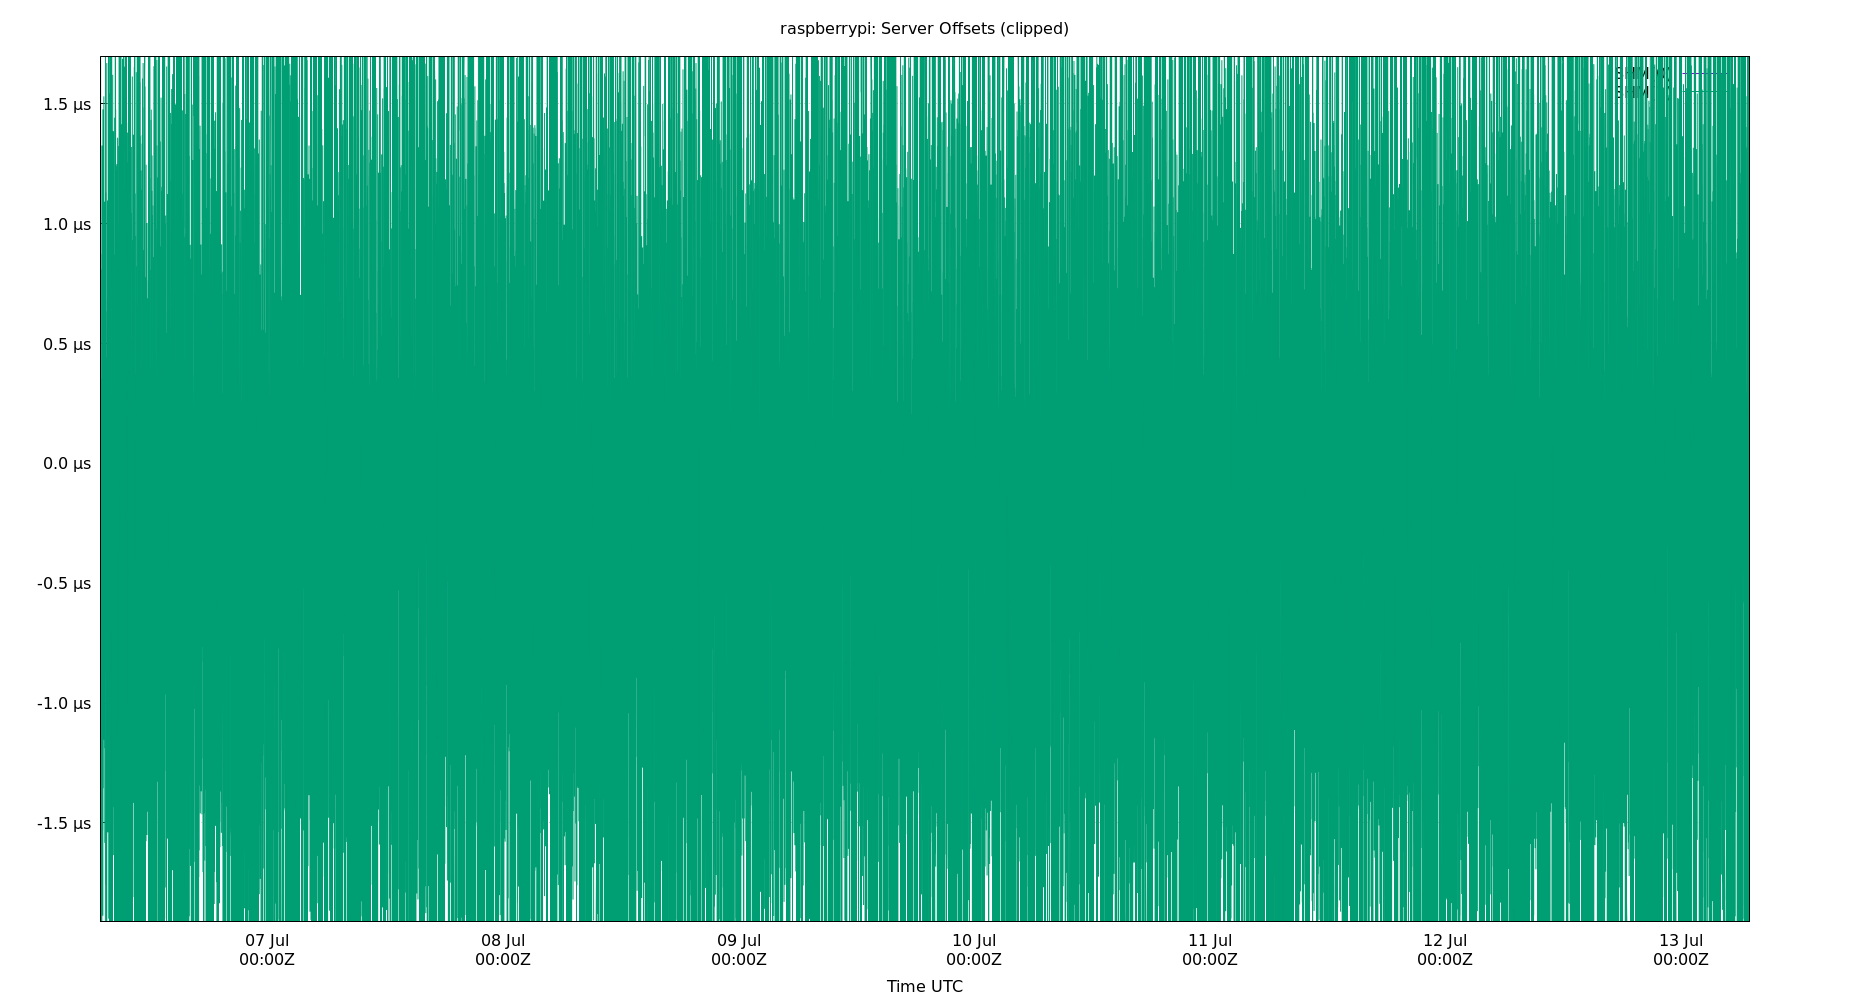 raspberrypi: Server Offsets (clipped)
1.5 µs
1.0 µs
0.5 µs
0.0 µs
-0.5 µs
-1.0 µs
-1.5 µs
07 Jul
00:00Z
08 Jul
00:00Z
09 Jul
00:00Z
10 Jul
00:00Z
11 Jul
00:00Z
12 Jul
00:00Z
13 Jul
00:00Z
Time UTC